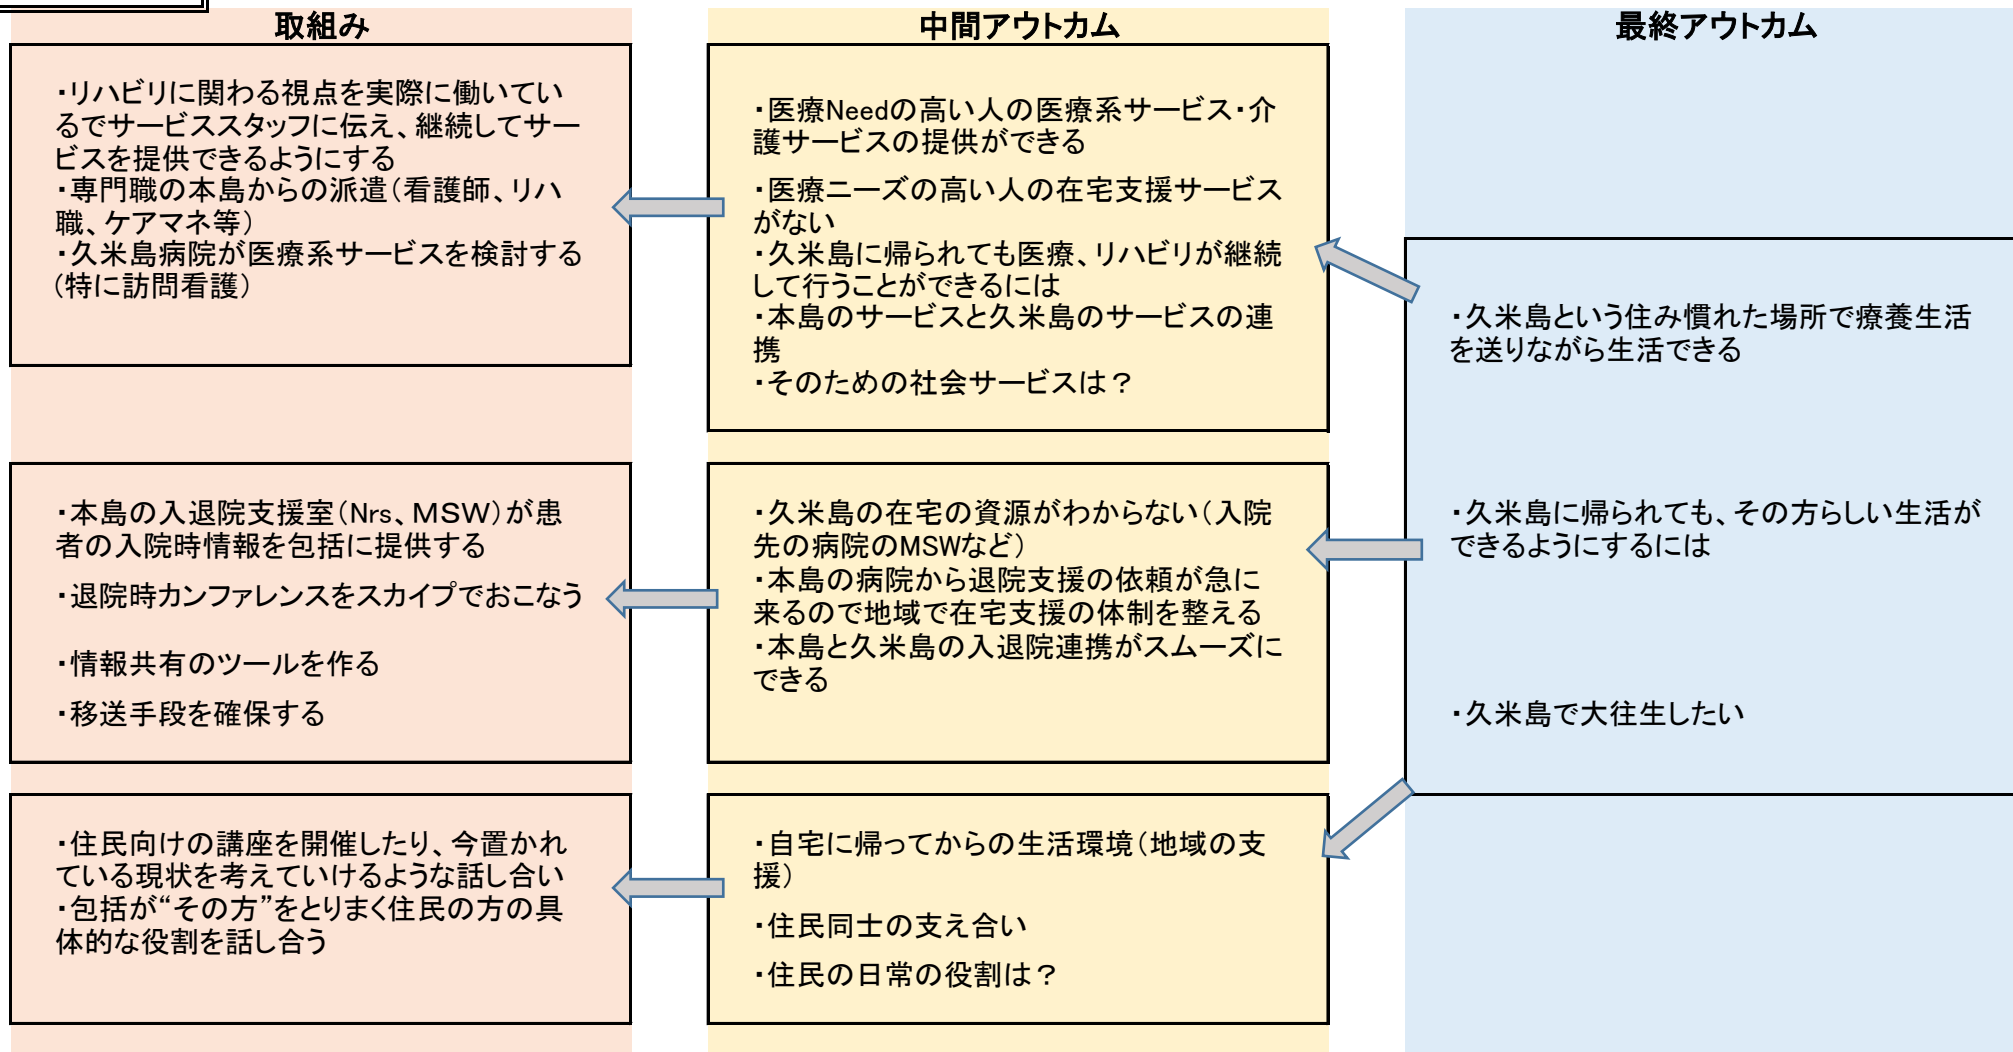 取組み
・リハビリに関わる視点を実際に働いてい
るでサービススタッフに伝え、継続してサー
ビスを提供できるようにする
・専門職の本島からの派遣(看護師、リハ
職、ケアマネ等)
・久米島病院が医療系サービスを検討する
(特に訪問看護)
・本島の入退院支援室(Nrs、MSW)が患
者の入院時情報を包括に提供する
・退院時カンファレンスをスカイプでおこなう
・情報共有のツールを作る
・移送手段を確保する
・住民向けの講座を開催したり、今置かれ
ている現状を考えていけるような話し合い
・包括が“その方”をとりまく住民の方の具
体的な役割を話し合う
中間アウトカム
・医療Needの高い人の医療系サービス・介
護サービスの提供ができる
・医療ニーズの高い人の在宅支援サービス
がない
・久米島に帰られても医療、リハビリが継続
して行うことができるには
・本島のサービスと久米島のサービスの連
携
・そのための社会サービスは?
・久米島の在宅の資源がわからない(入院
先の病院のMSWなど)
・本島の病院から退院支援の依頼が急に
来るので地域で在宅支援の体制を整える
・本島と久米島の入退院連携がスムーズに
できる
・自宅に帰ってからの生活環境(地域の支
援)
・住民同士の支え合い
・住民の日常の役割は?
最終アウトカム
・久米島という住み慣れた場所で療養生活
を送りながら生活できる
・久米島に帰られても、その方らしい生活が
できるようにするには
・久米島で大往生したい